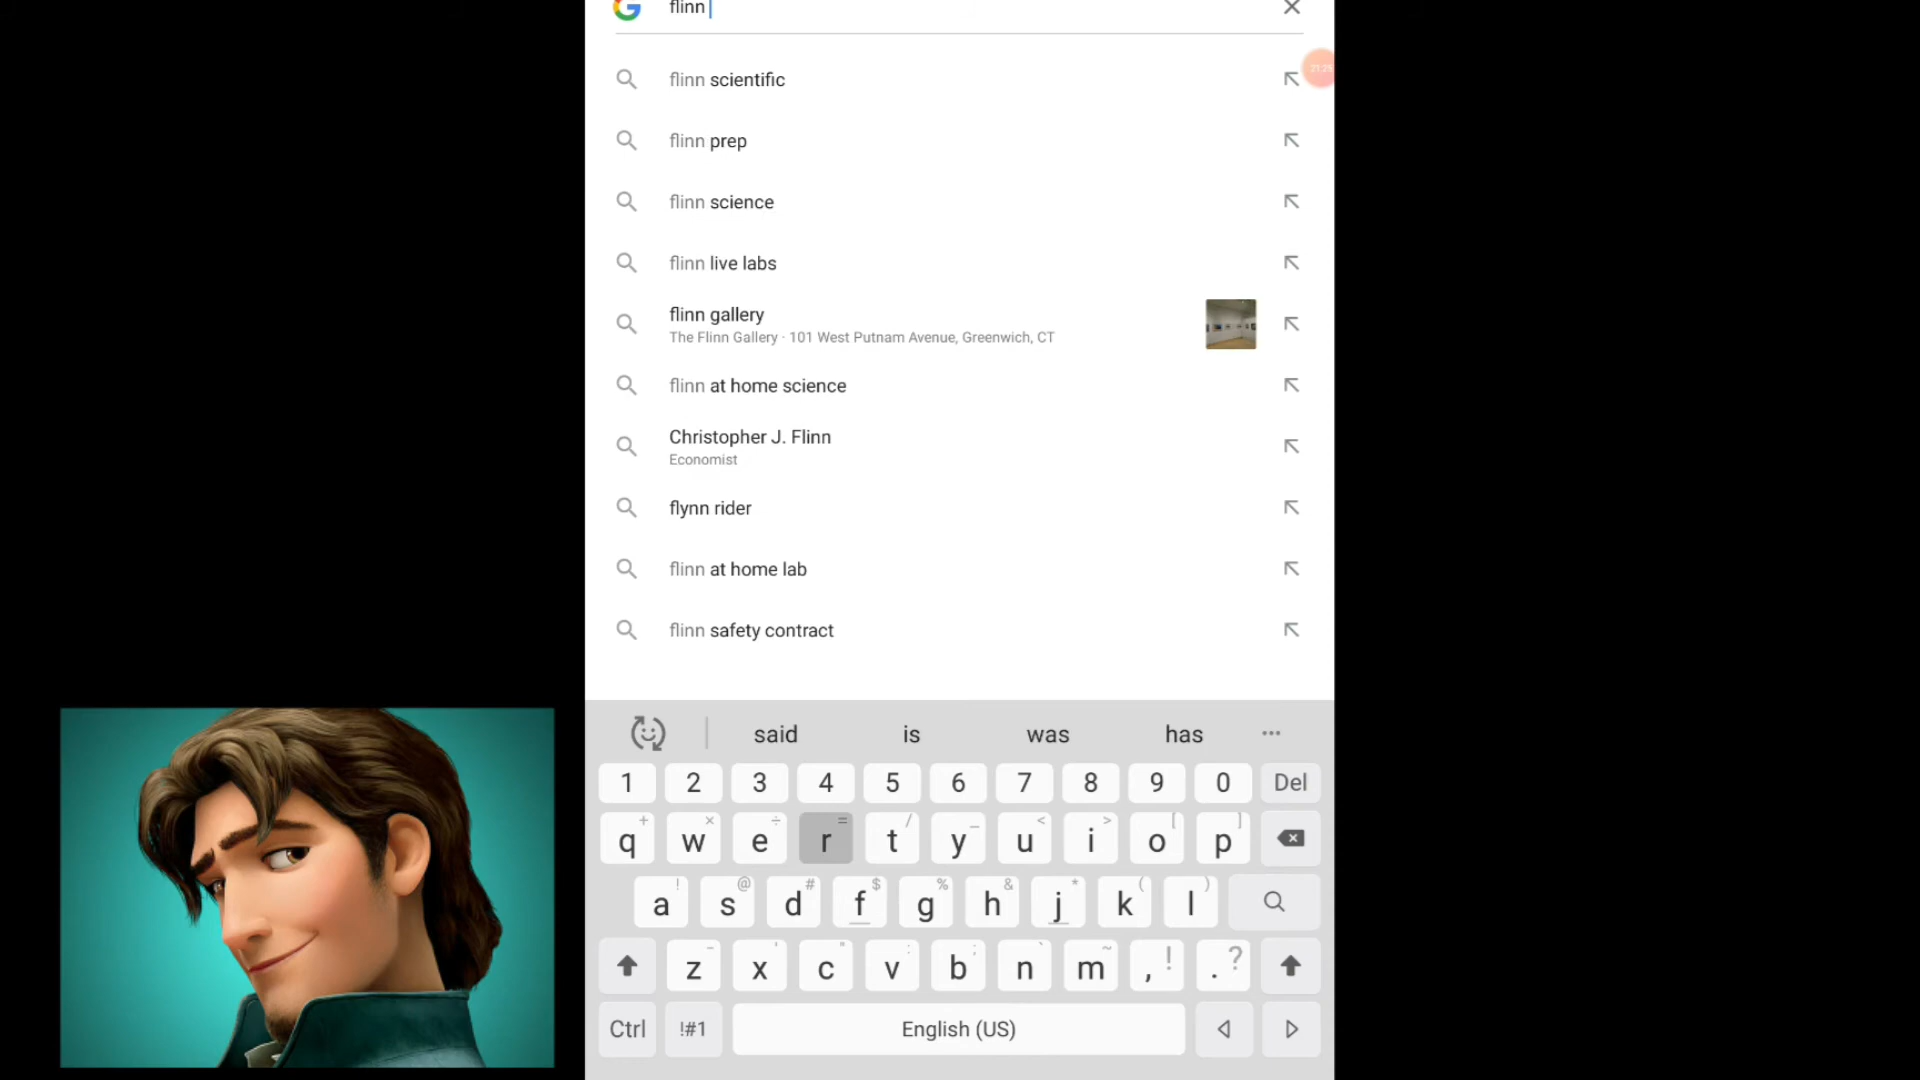 flinn
flinn scientific
flinn prep
flinn science
flinn live labs
flinn gallery
The Flinn Gallery · 101 West Putnam Avenue, Greenwich, CT
flinn at home science
Christopher J. Flinn
Economist
flynn rider
flinn at home lab
flinn safety contract
said is was has ...
1 2 3 4 5 6 7 8 9 0 Del
q + w × e ÷ r = t / y _ u < i > o [ p ]
a ! s @ d # f $ g % h & j * k ( l )
z - x ' c " v : b ; n ` m ~ , ! . ?
Ctrl !#1 English (US)